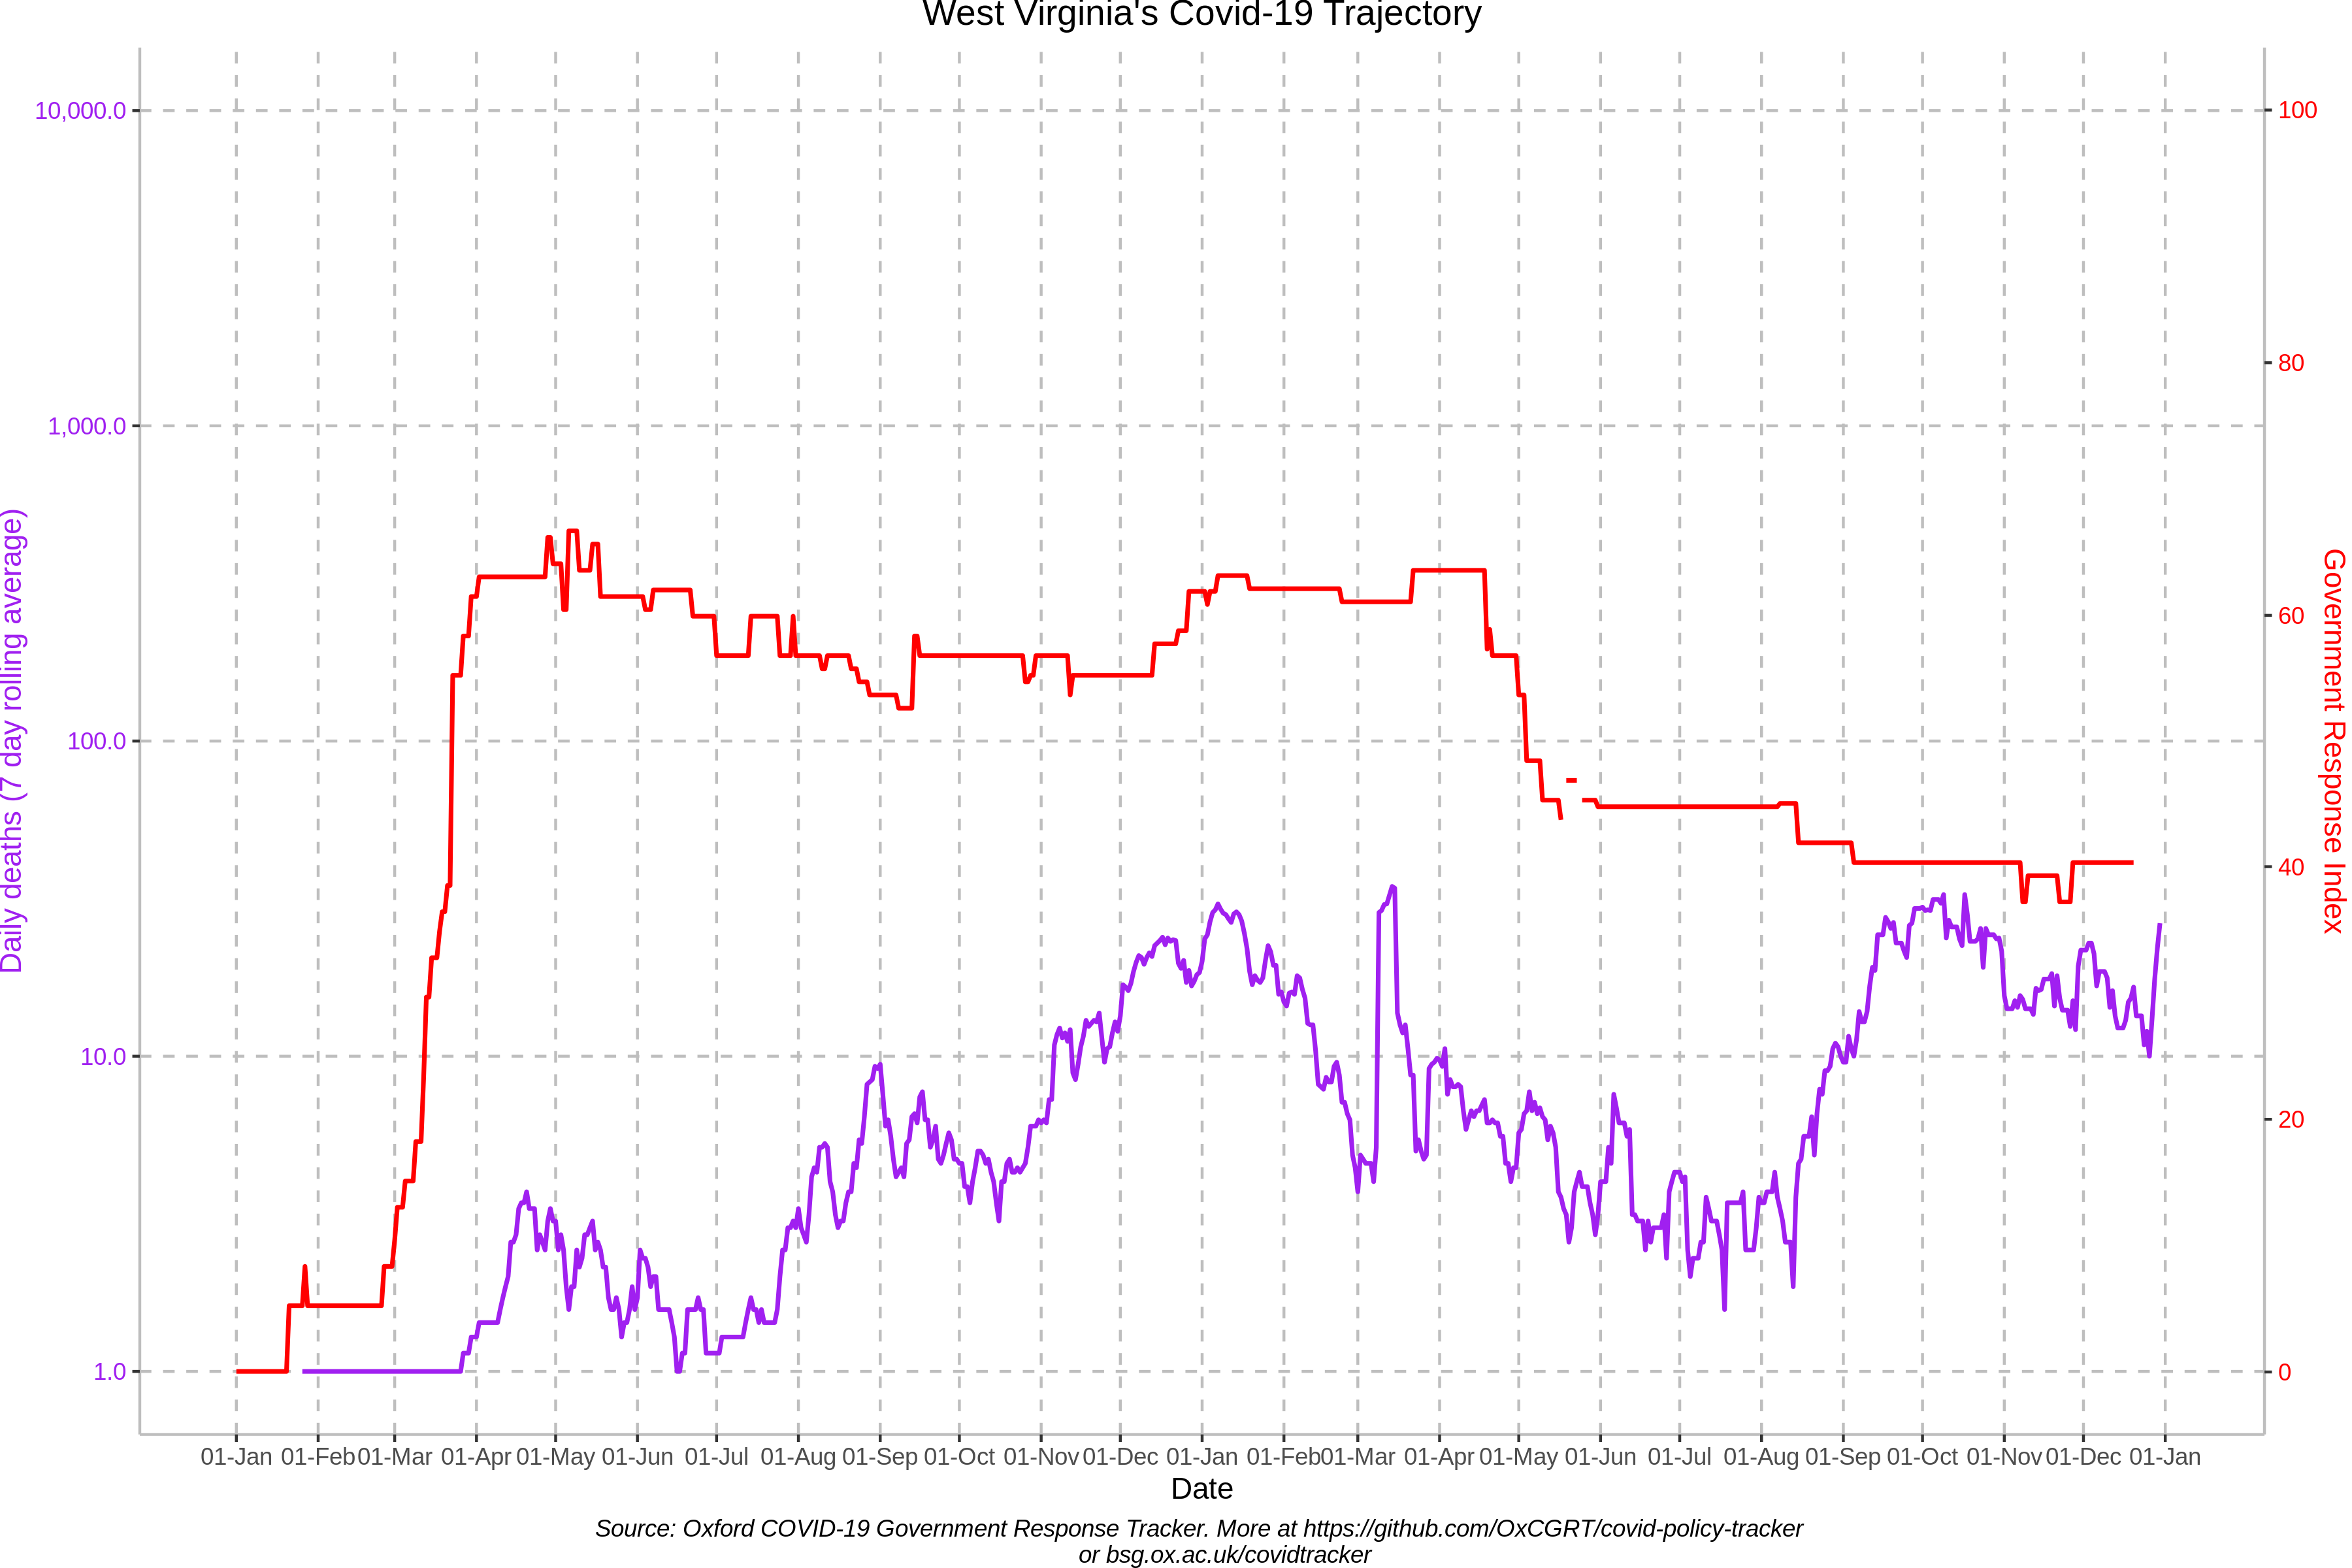 West Virginia's Covid-19 Trajectory
10,000.0
1,000.0
100.0
10.0
1.0
Daily deaths (7 day rolling average)
100
80
60
40
20
0
Government Response Index
01-Jan 01-Feb 01-Mar 01-Apr 01-May 01-Jun 01-Jul 01-Aug 01-Sep 01-Oct 01-Nov 01-Dec 01-Jan 01-Feb 01-Mar 01-Apr 01-May 01-Jun 01-Jul 01-Aug 01-Sep 01-Oct 01-Nov 01-Dec 01-Jan
Date
Source: Oxford COVID-19 Government Response Tracker. More at https://github.com/OxCGRT/covid-policy-tracker
or bsg.ox.ac.uk/covidtracker